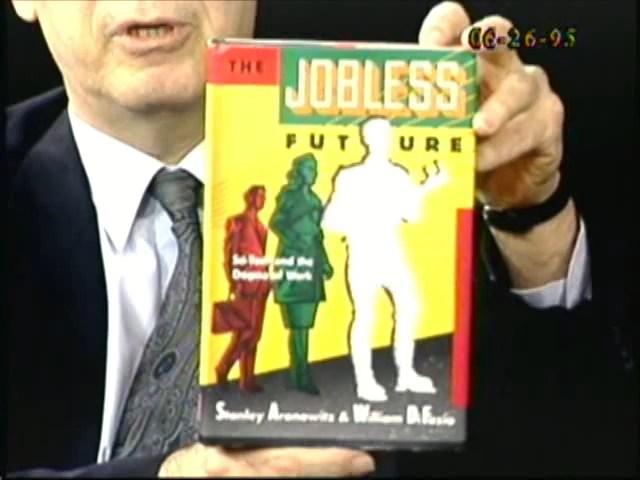 06-26-95
THE
JOBLESS
FUTURE
Sci-Tech and the
Dogma of Work
Stanley Aronowitz & William DiFazio